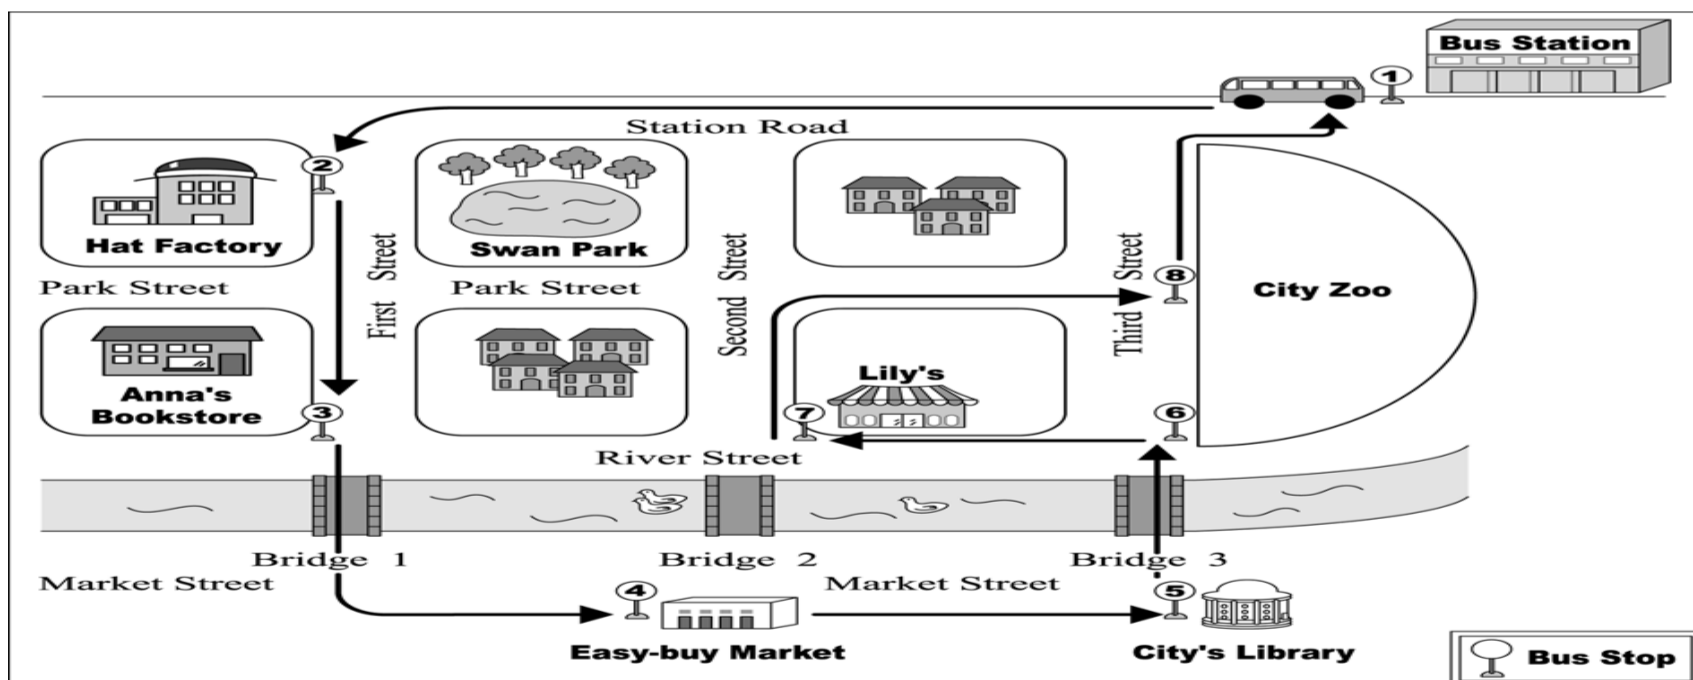 Bus Station
1
Station Road
2
Hat Factory
Swan Park
First Street
Second Street
Third Street
Park Street
Park Street
8
City Zoo
Anna's
Bookstore
3
Lily's
7
6
River Street
Bridge 1
Bridge 2
Bridge 3
Market Street
Market Street
4
5
Easy-buy Market
City's Library
Bus Stop